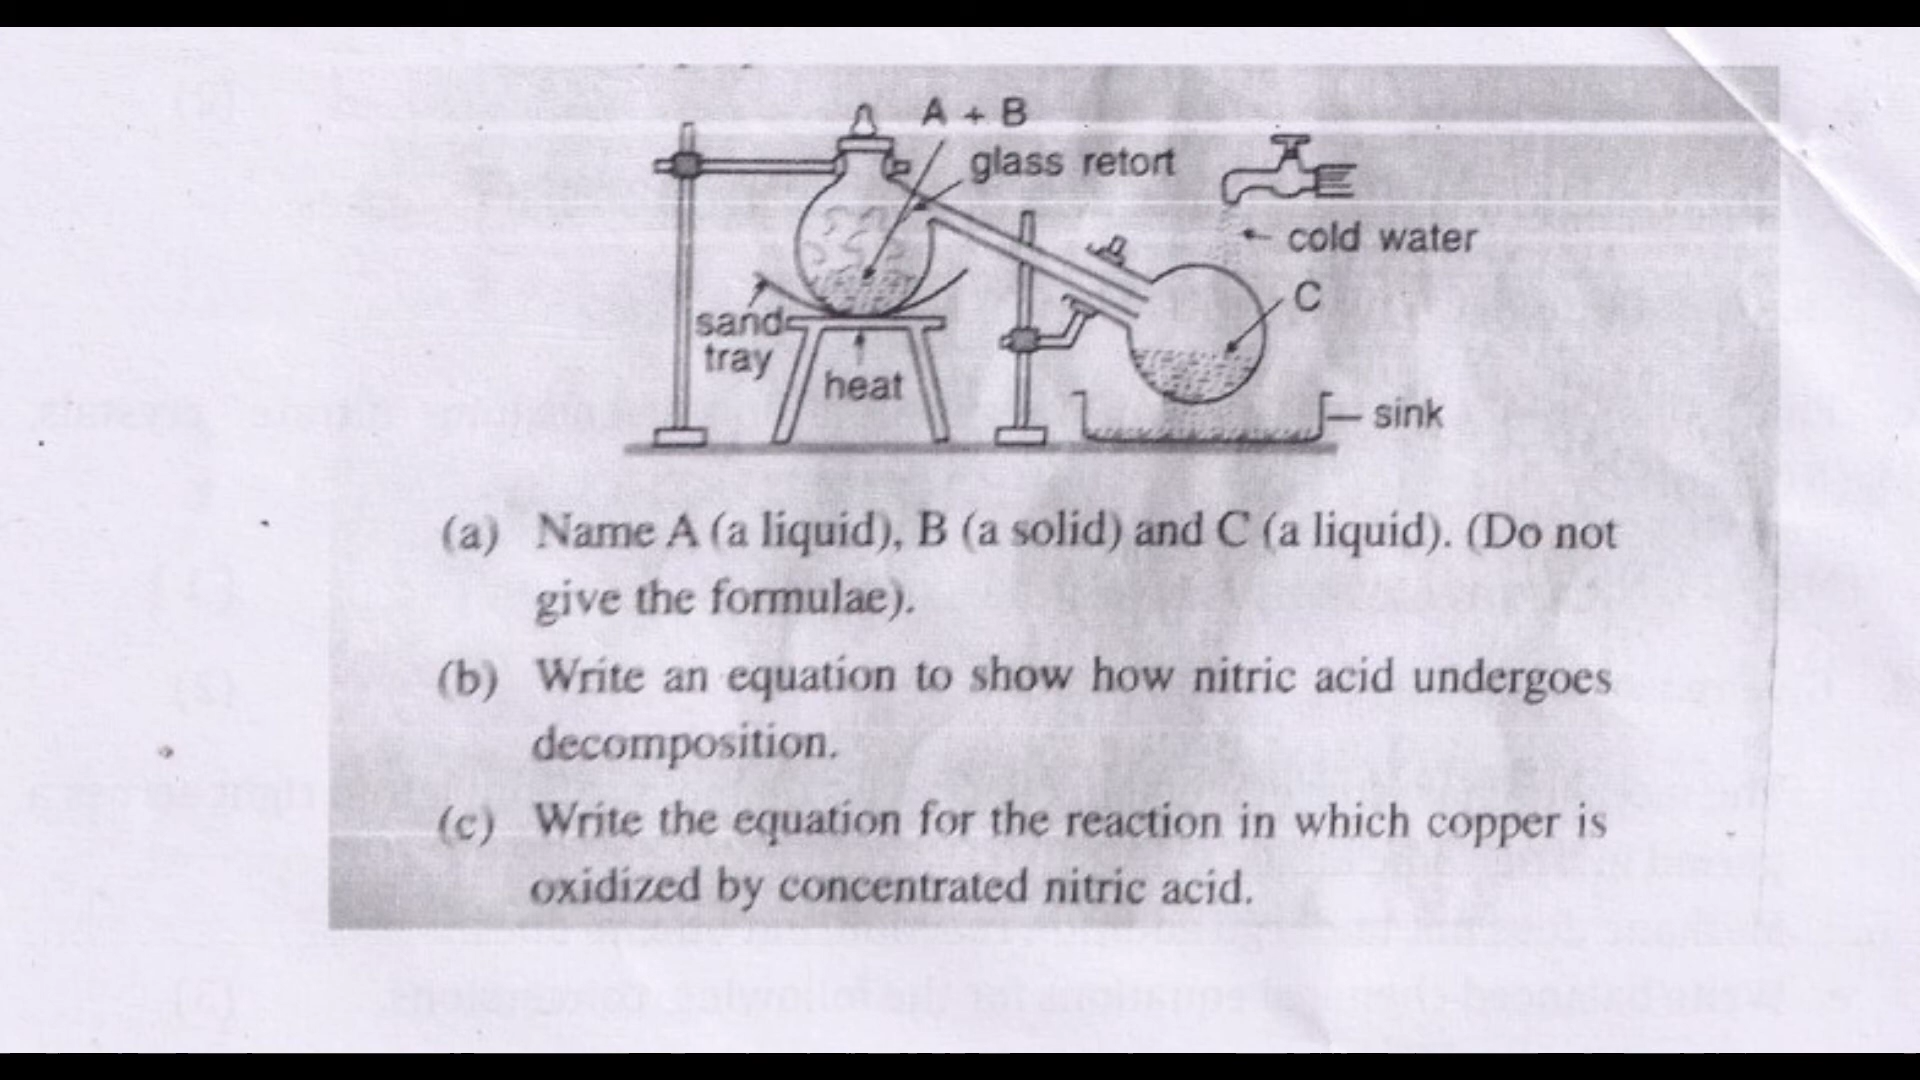 A + B
glass retort
cold water
C
sand
tray
heat
sink
(a) Name A (a liquid), B (a solid) and C (a liquid). (Do not
give the formulae).
(b) Write an equation to show how nitric acid undergoes
decomposition.
(c) Write the equation for the reaction in which copper is
oxidized by concentrated nitric acid.